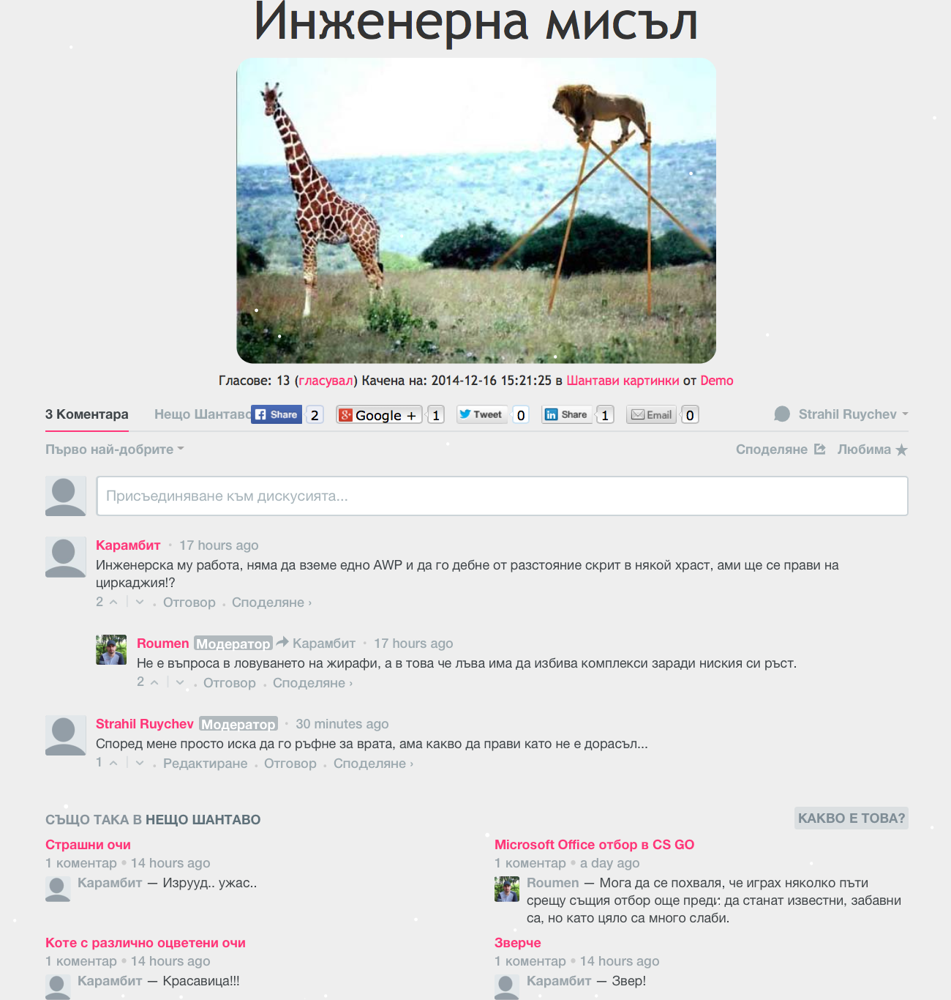 Инженерна мисъл
Гласове: 13 (гласувал) Качена на: 2014-12-16 15:21:25 в Шантави картинки от Demo
3 Коментара Нещо Шантаво Share 2 Google + 1 Tweet 0 Share 1 Email 0 Strahil Ruychev
Първо най-добрите Споделяне Любима
Присъединяване към дискусията...
Карамбит • 17 hours ago
Инженерска му работа, няма да вземе едно AWP и да го дебне от разстояние скрит в някой храст, ами ще се прави на
циркаджия!?
2 • Отговор • Споделяне ›
Roumen Модератор Карамбит • 17 hours ago
Не е въпроса в ловуването на жирафи, а в това че лъва има да избива комплекси заради ниския си ръст.
2 • Отговор • Споделяне ›
Strahil Ruychev Модератор • 30 minutes ago
Според мене просто иска да го ръфне за врата, ама какво да прави като не е дорасъл...
1 • Редактиране • Отговор • Споделяне ›
СЪЩО ТАКА В НЕЩО ШАНТАВО
КАКВО Е ТОВА?
Страшни очи
1 коментар • 14 hours ago
Карамбит — Изрууд.. ужас..
Microsoft Office отбор в CS GO
1 коментар • a day ago
Roumen — Мога да се похваля, че играх няколко пъти
срещу същия отбор още преди да станат известни, забавни
са, но като цяло са много слаби.
Коте с различно оцветени очи
1 коментар • 14 hours ago
Карамбит — Красавица!!!
Зверче
1 коментар • 14 hours ago
Карамбит — Звер!